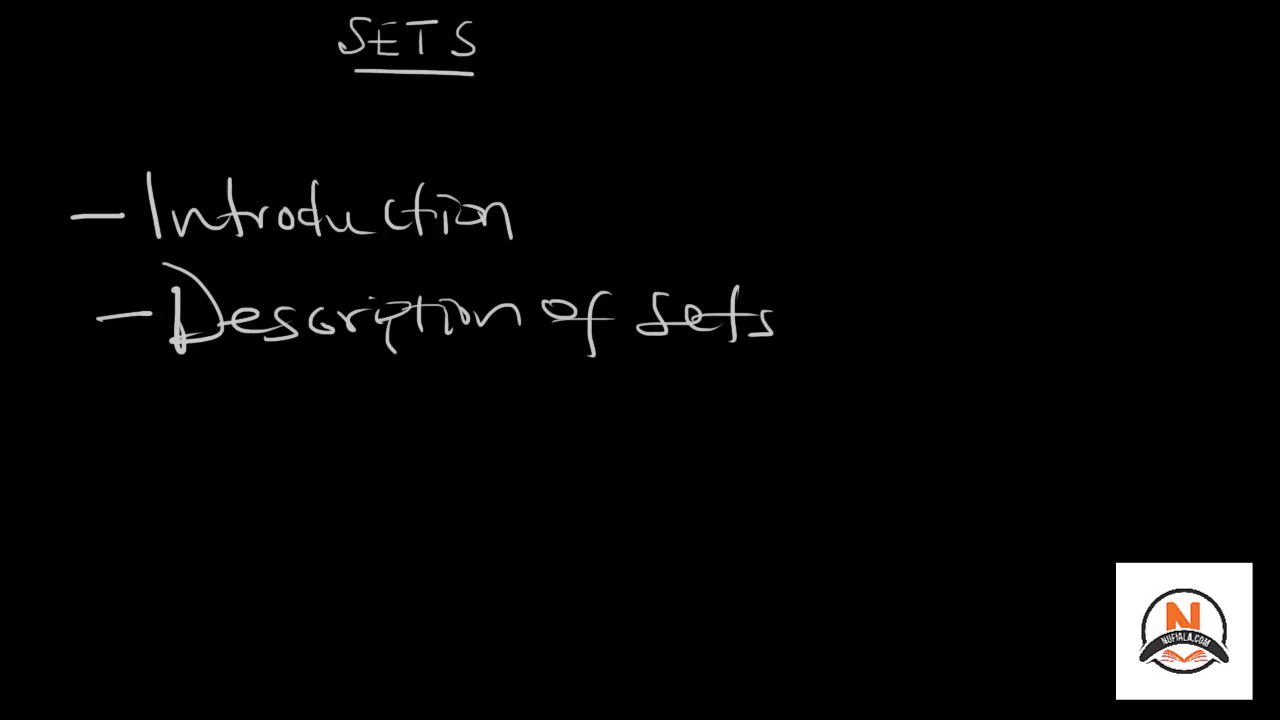 SETS
- Introduction
- Description of sets
N
NUFIALA.COM